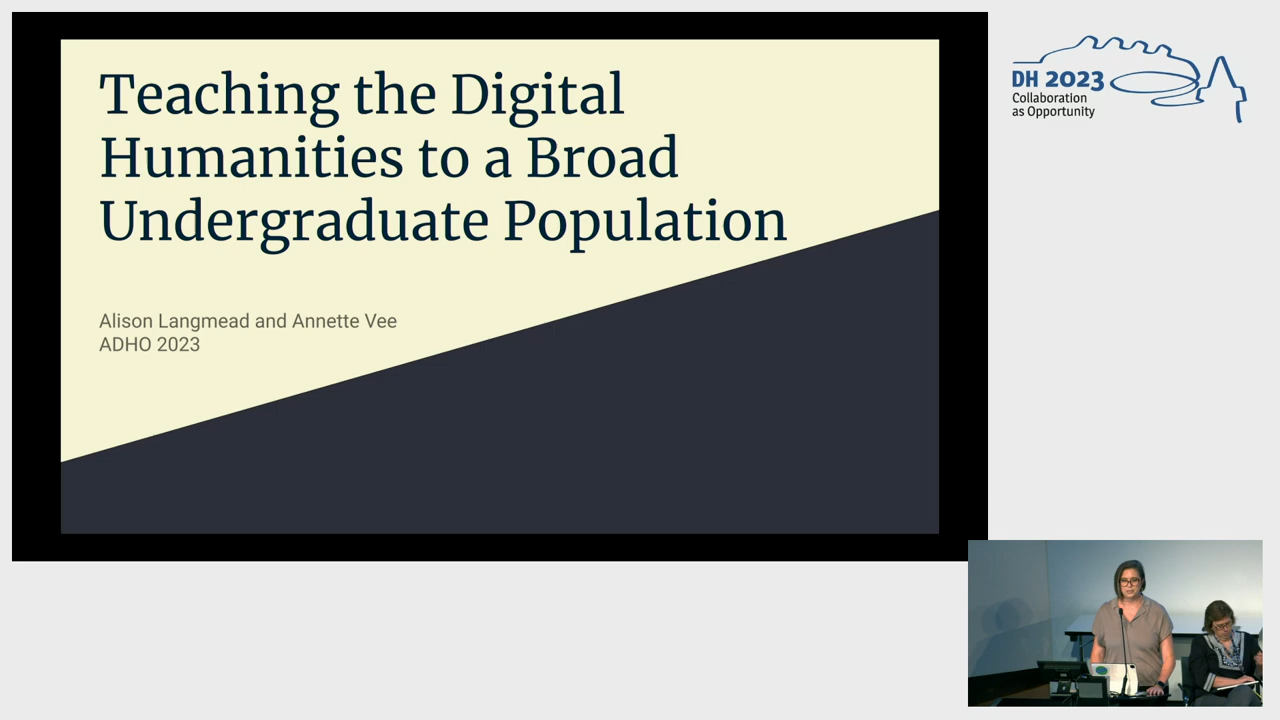 Teaching the Digital
Humanities to a Broad
Undergraduate Population
Alison Langmead and Annette Vee
ADHO 2023
DH 2023
Collaboration
as Opportunity